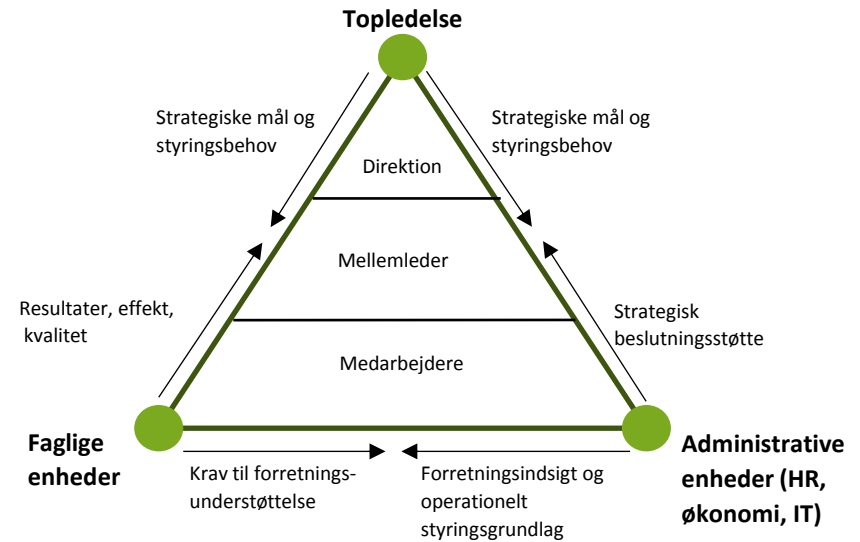 Topledelse
Strategiske mål og
styringsbehov
Strategiske mål og
styringsbehov
Direktion
Mellemleder
Resultater, effekt,
kvalitet
Strategisk
beslutningsstøtte
Medarbejdere
Faglige
enheder
Administrative
enheder (HR,
økonomi, IT)
Krav til forretnings-
understøttelse
Forretningsindsigt og
operationelt
styringsgrundlag